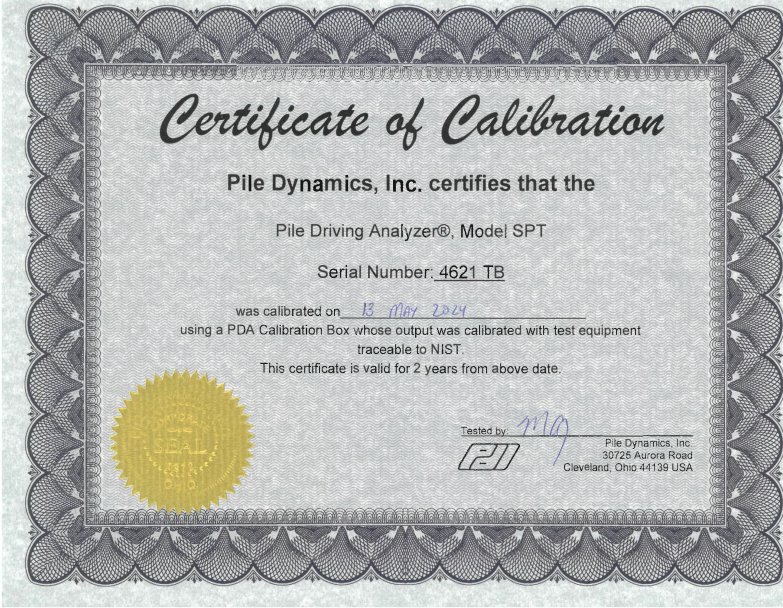 Certificate of Calibration
Pile Dynamics, Inc. certifies that the
Pile Driving Analyzer®, Model SPT
Serial Number: 4621 TB
was calibrated on 13 MAY 2024
using a PDA Calibration Box whose output was calibrated with test equipment
traceable to NIST.
This certificate is valid for 2 years from above date.
Tested by:
Pile Dynamics, Inc.
30725 Aurora Road
Cleveland, Ohio 44139 USA
SEAL